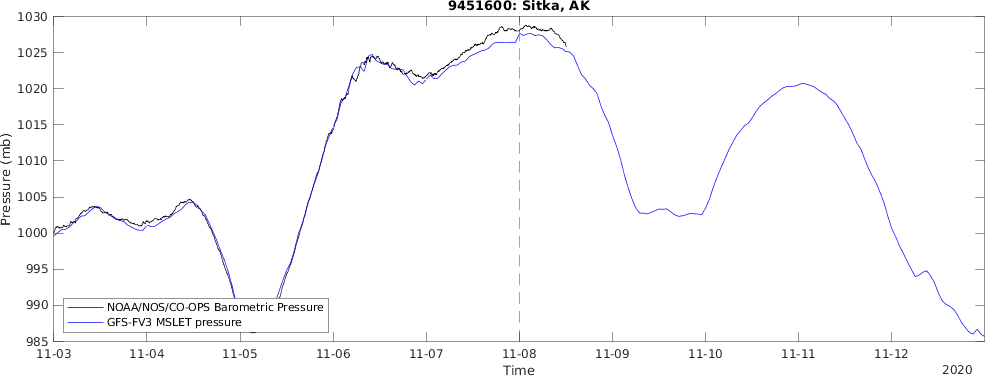 9451600: Sitka, AK
Pressure (mb)
1030
1025
1020
1015
1010
1005
1000
995
990
985
NOAA/NOS/CO-OPS Barometric Pressure
GFS-FV3 MSLET pressure
11-03 11-04 11-05 11-06 11-07 11-08 11-09 11-10 11-11 11-12
Time
2020